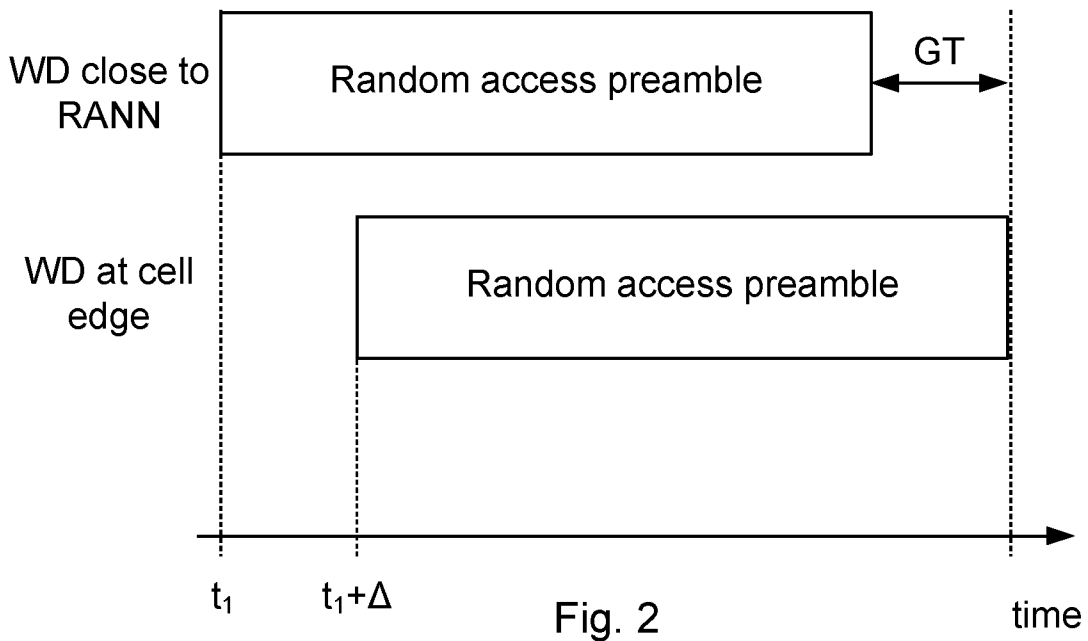 WD close to
RANN
Random access preamble
GT
WD at cell
edge
Random access preamble
t₁
t₁+Δ
Fig. 2
time